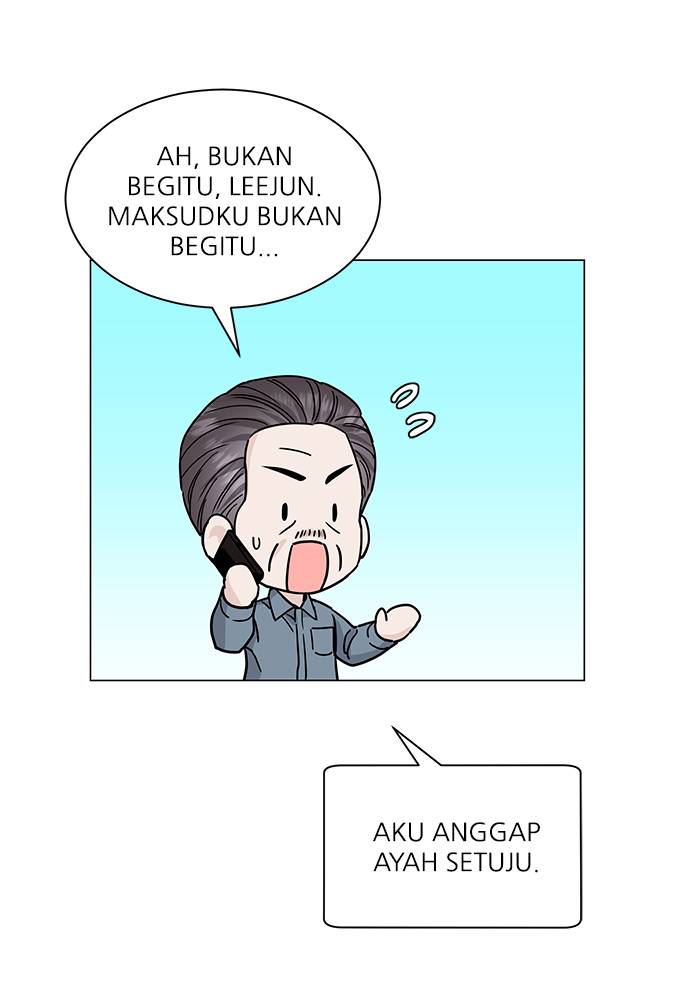 AH, BUKAN
BEGITU, LEEJUN.
MAKSUDKU BUKAN
BEGITU...
AKU ANGGAP
AYAH SETUJU.